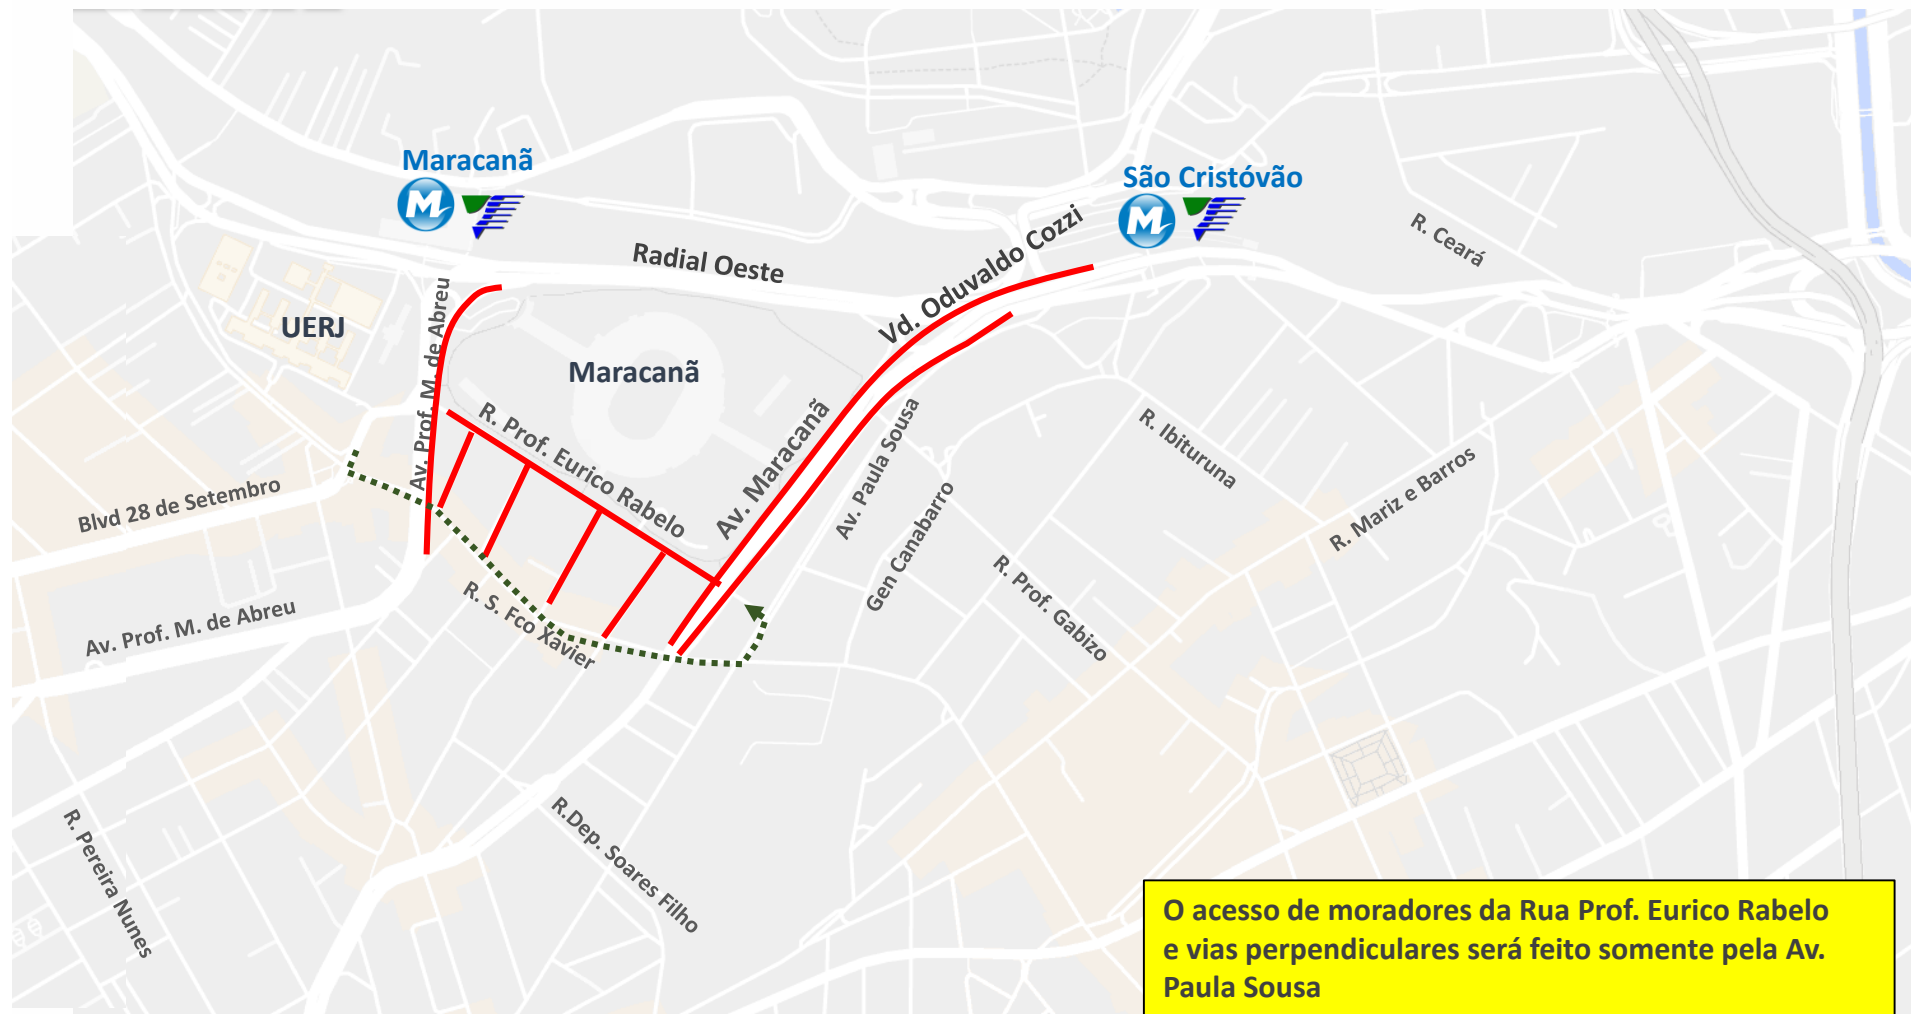 Maracanã
M
São Cristóvão
M
R. Ceará
Radial Oeste
Vd. Oduvaldo Cozzi
UERJ
Av. Prof. M. de Abreu
Maracanã
R. Prof. Eurico Rabelo
Av. Maracanã
Av. Paula Sousa
Gen Canabarro
R. Ibituruna
R. Mariz e Barros
Blvd 28 de Setembro
R. S. Fco Xavier
R. Prof. Gabizo
Av. Prof. M. de Abreu
R. Pereira Nunes
R.Dep. Soares Filho
O acesso de moradores da Rua Prof. Eurico Rabelo
e vias perpendiculares será feito somente pela Av.
Paula Sousa